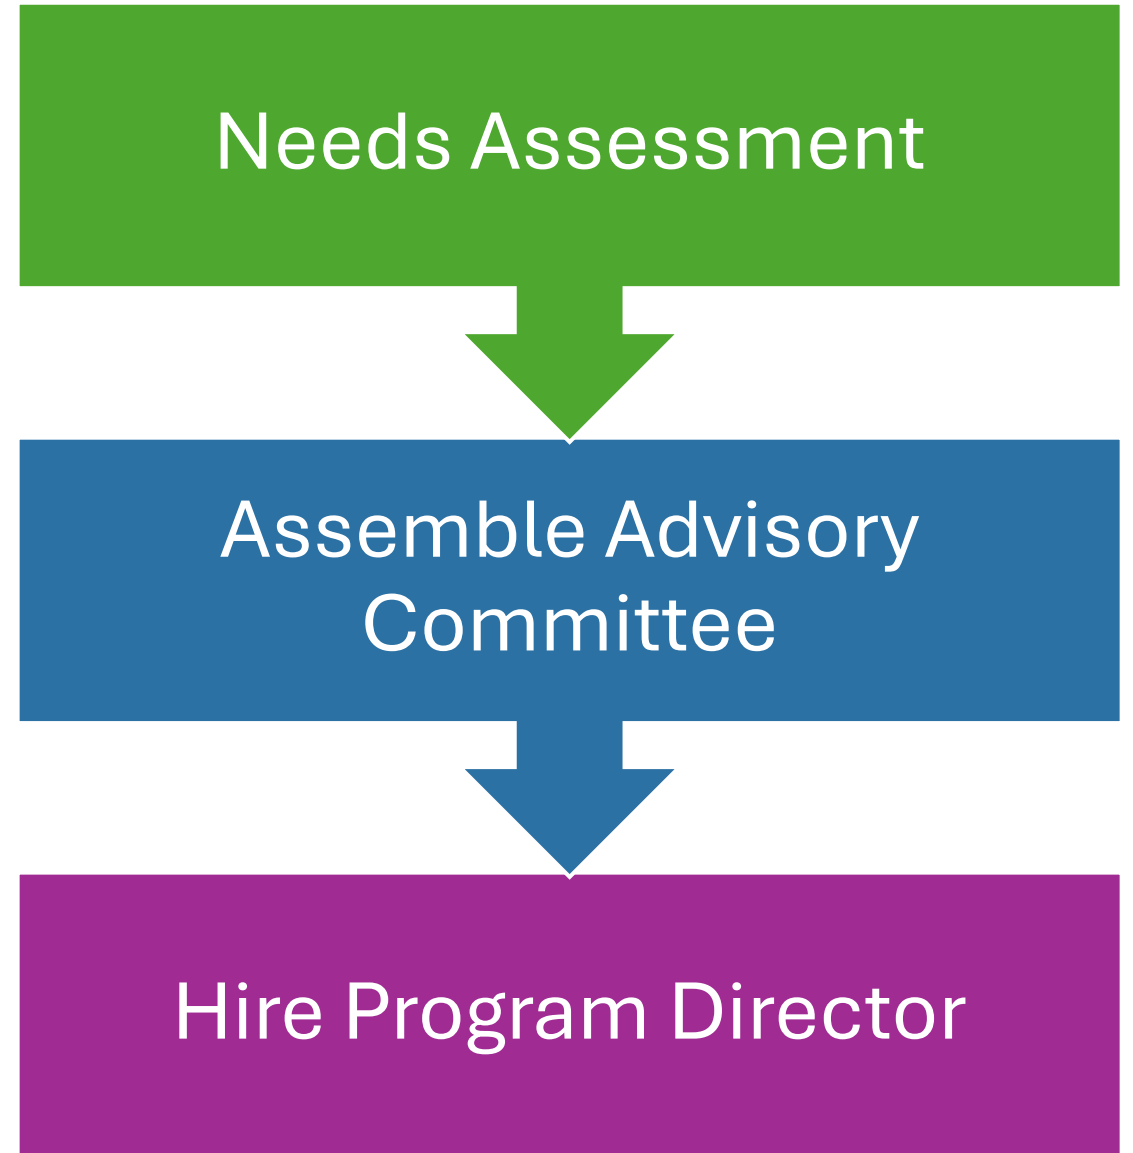 Needs Assessment
Assemble Advisory
Committee
Hire Program Director